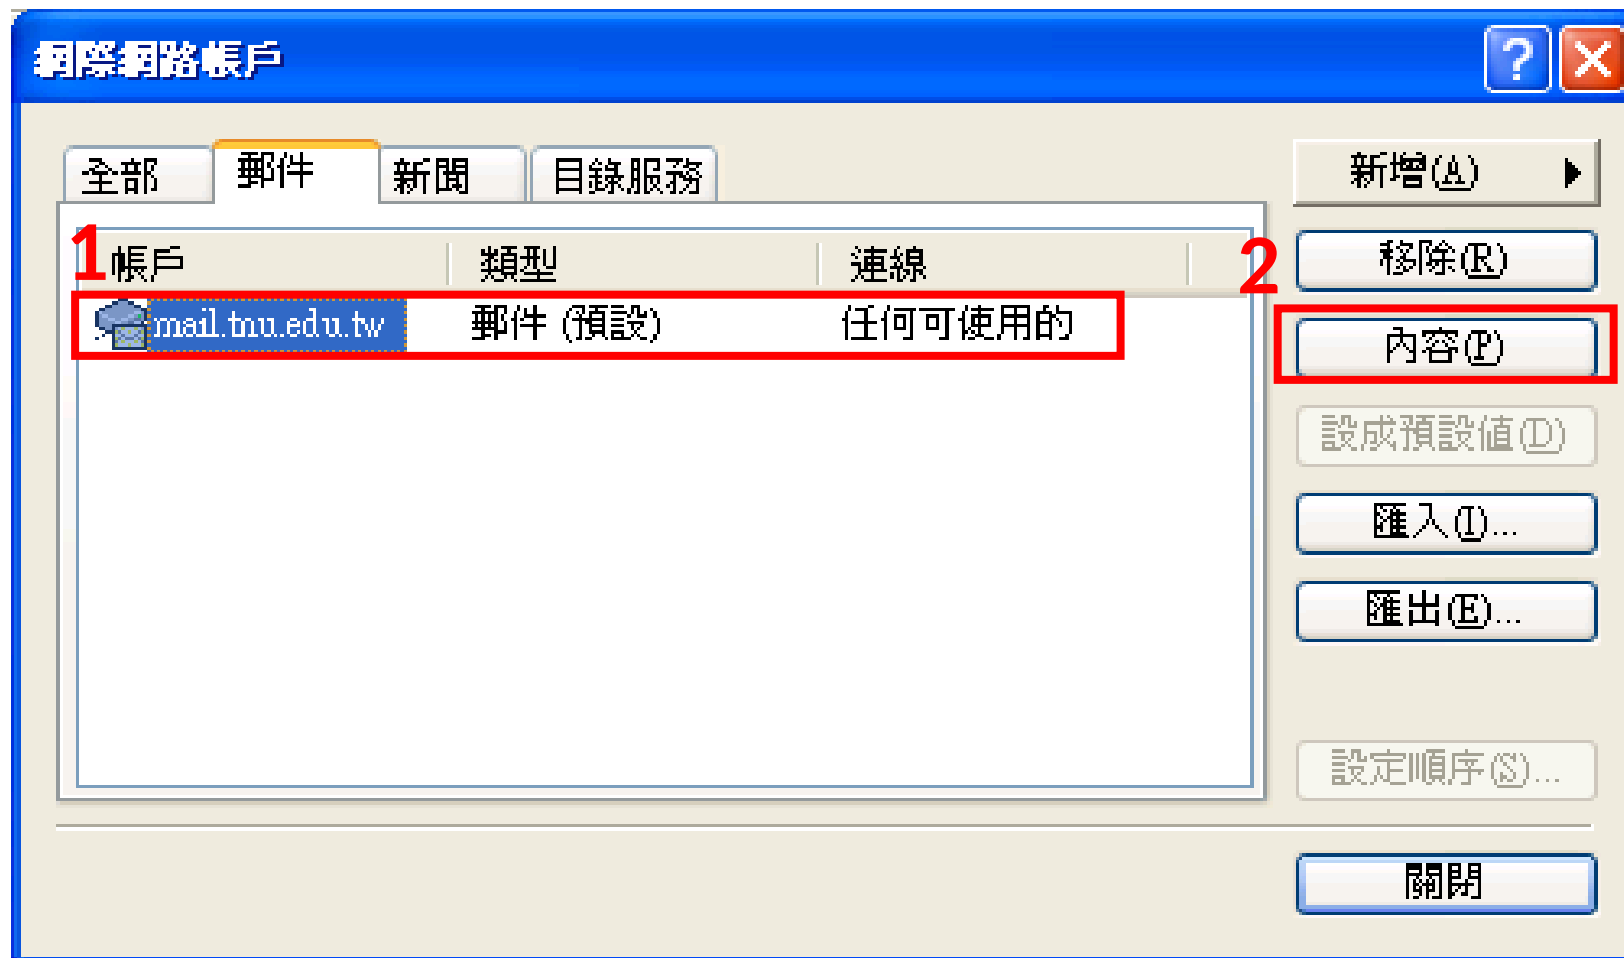 網際網路帳戶
全部 郵件 新聞 目錄服務
新增(A)
1 帳戶 類型 連線
2 移除(R)
mail.tnu.edu.tw 郵件 (預設) 任何可使用的
內容(P)
設成預設值(D)
匯入(I)...
匯出(E)...
設定順序(S)...
關閉